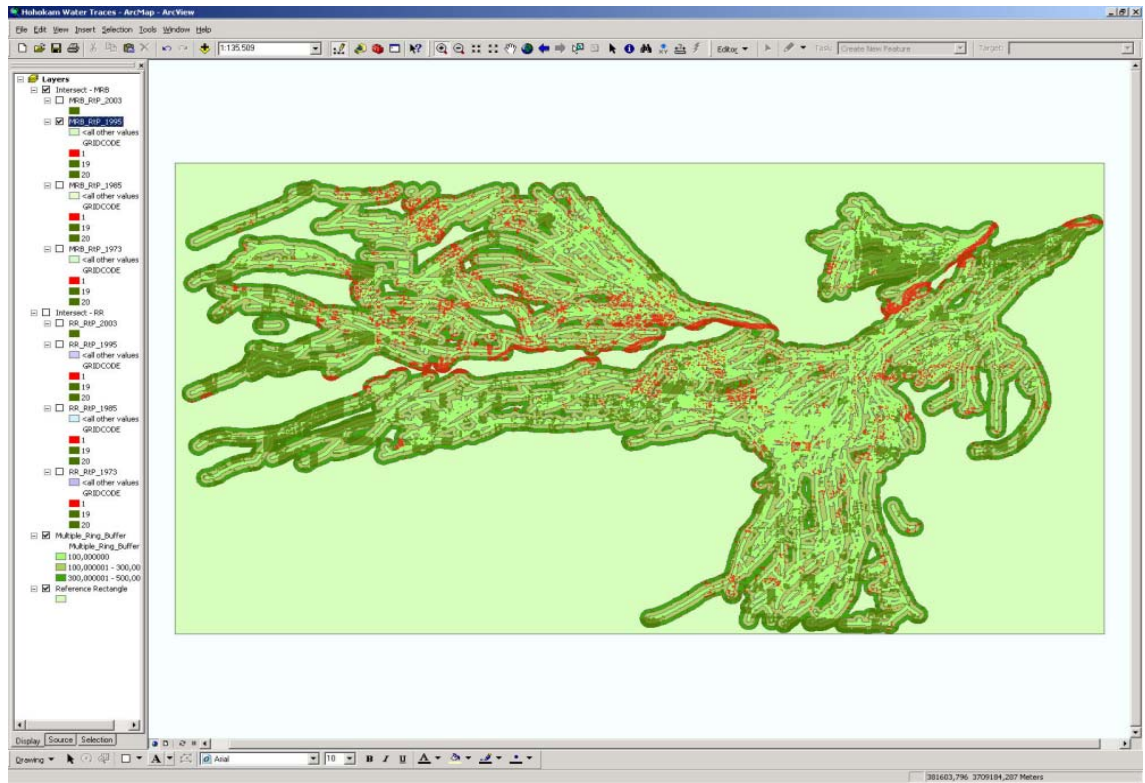 Hohokam Water Traces - ArcMap - ArcView
File Edit View Insert Selection Tools Window Help
1:135.509 Editor Task: Create New Feature Target:
Layers
Intersect - MRB
MRB_RtP_2003
MRB_RtP_1995
<all other values
GRIDCODE
1
19
20
MRB_RtP_1985
<all other values
GRIDCODE
1
19
20
MRB_RtP_1973
<all other values
GRIDCODE
1
19
20
Intersect - RR
RR_RtP_2003
RR_RtP_1995
<all other values
GRIDCODE
1
19
20
RR_RtP_1985
<all other values
GRIDCODE
1
19
20
RR_RtP_1973
<all other values
GRIDCODE
1
19
20
Multiple_Ring_Buffer
Multiple_Ring_Buffer
100,000000
100,000001 - 300,00
300,000001 - 500,00
Reference Rectangle
Display Source Selection
Drawing A Arial 10 B I U A
381603,796 3709184,287 Meters